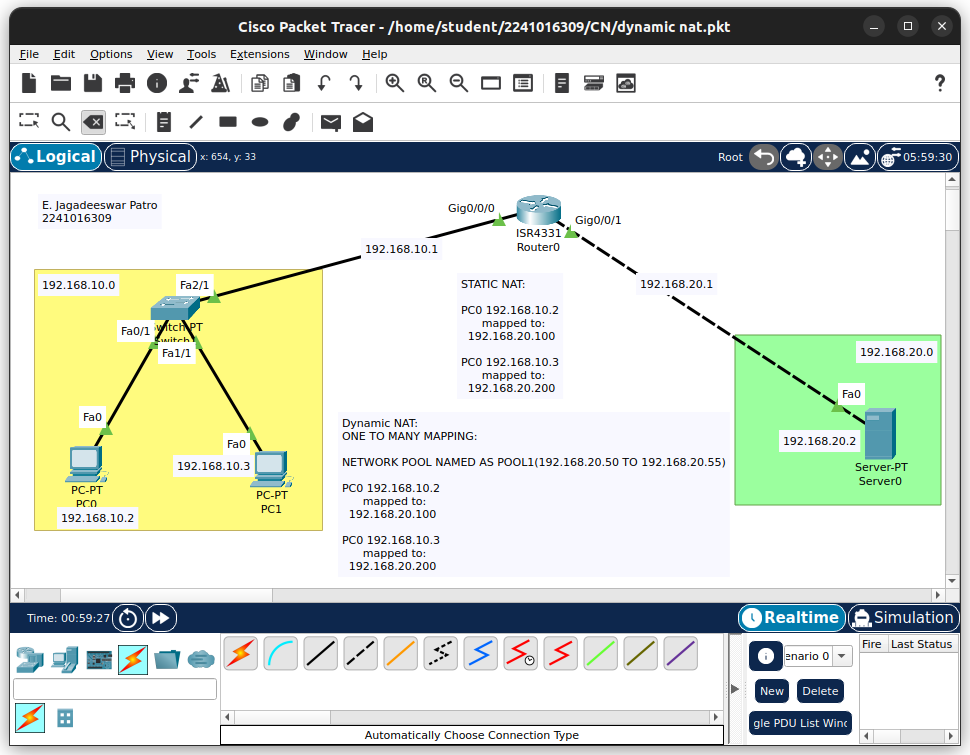 Cisco Packet Tracer - /home/student/2241016309/CN/dynamic nat.pkt
File Edit Options View Tools Extensions Window Help
?
Logical Physical x: 654, y: 33 Root 05:59:30
E. Jagadeeswar Patro
2241016309
Gig0/0/0
Gig0/0/1
ISR4331
Router0
192.168.10.1
192.168.20.1
192.168.10.0
Fa2/1
Fa0/1
Fa1/1
STATIC NAT:
PC0 192.168.10.2
mapped to:
192.168.20.100
PC0 192.168.10.3
mapped to:
192.168.20.200
192.168.20.0
Fa0
192.168.20.2
Server-PT
Server0
Fa0
Fa0
192.168.10.3
PC-PT
PC0
192.168.10.2
PC-PT
PC1
Dynamic NAT:
ONE TO MANY MAPPING:
NETWORK POOL NAMED AS POOL1(192.168.20.50 TO 192.168.20.55)
PC0 192.168.10.2
mapped to:
192.168.20.100
PC0 192.168.10.3
mapped to:
192.168.20.200
Time: 00:59:27
Realtime Simulation
enario 0
Fire Last Status
New Delete
gle PDU List Wind
Automatically Choose Connection Type